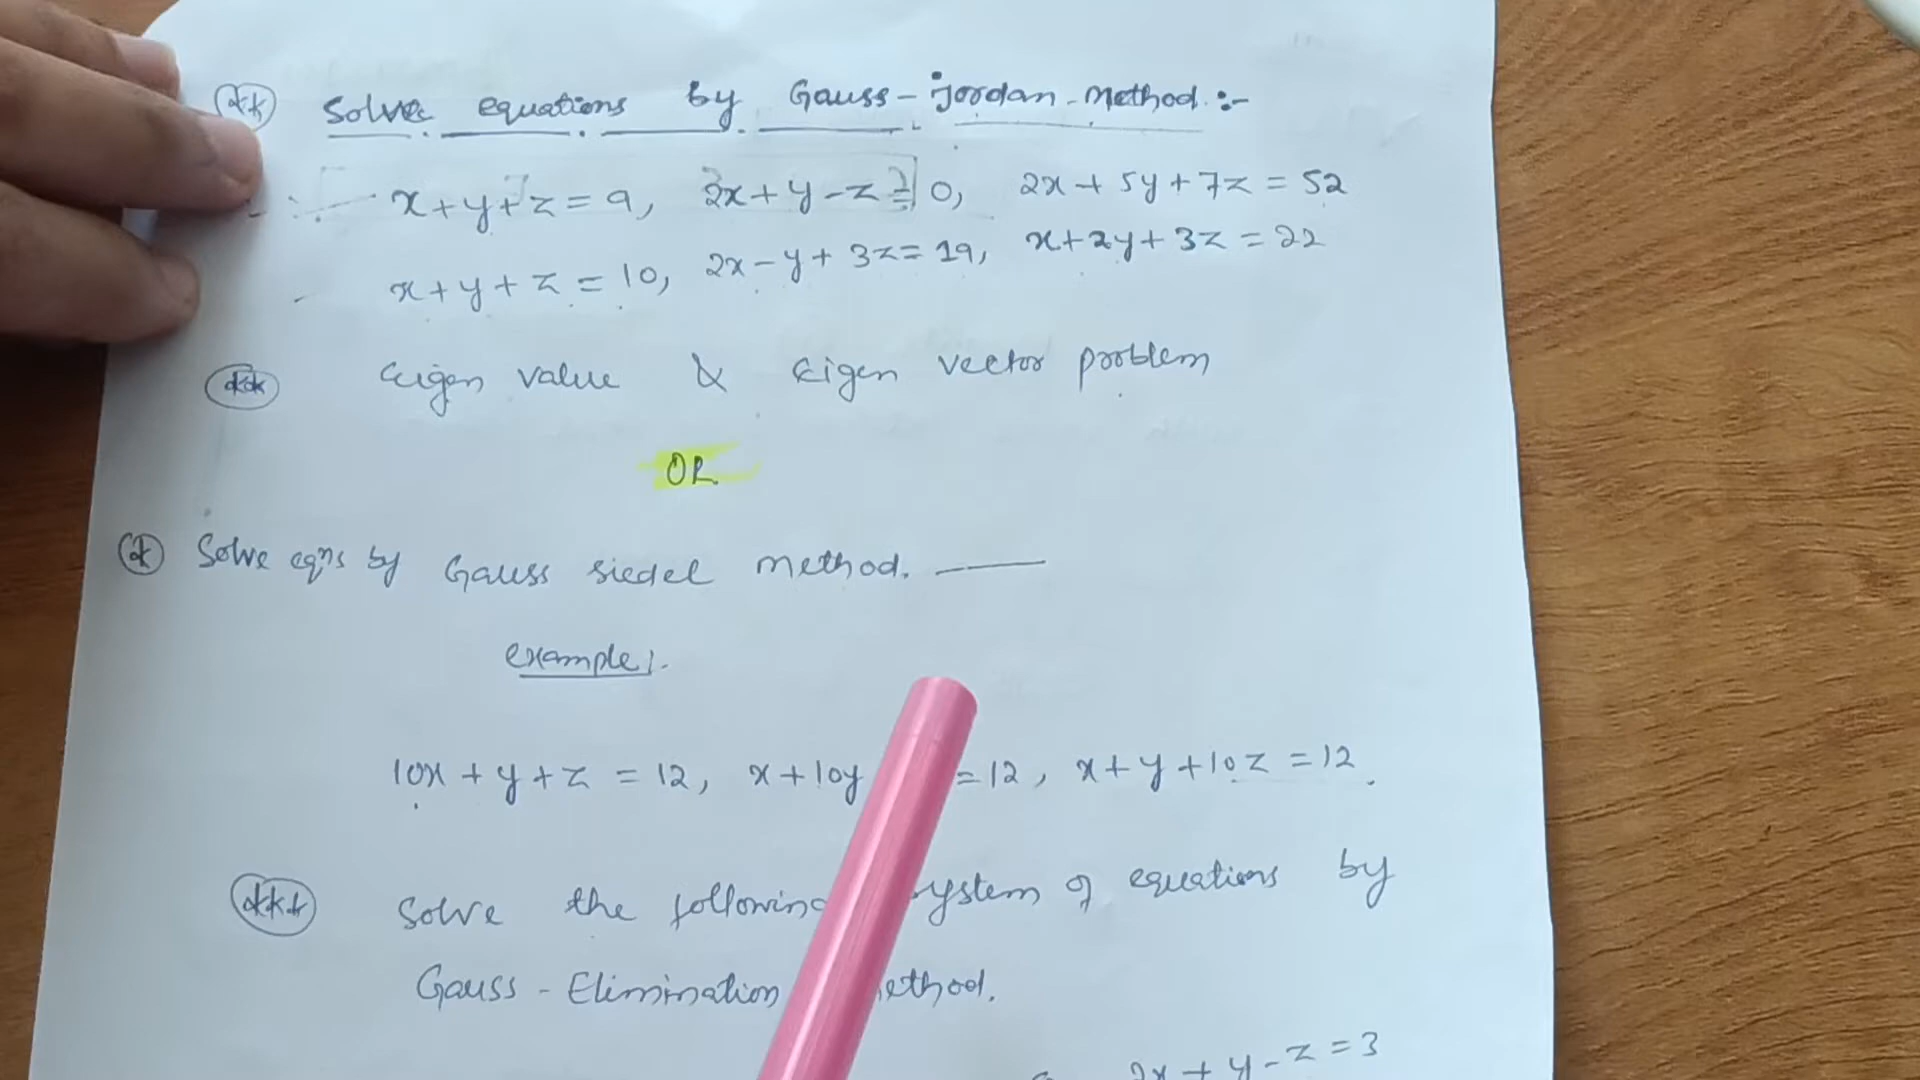 Solve equations by Gauss-jordan-Method:-
x+y+z=9, 2x+y-z=0, 2x+5y+7z=52
x+y+z=10, 2x-y+3z=19, x+2y+3z=22
Eigen value & Eigen vector problem
OR
Solve eqns by Gauss siedel method.
example:-
10x+y+z=12, x+10y =12, x+y+10z=12.
Solve the following system of equations by
Gauss-Elimination ethod.
2x+y-z=3